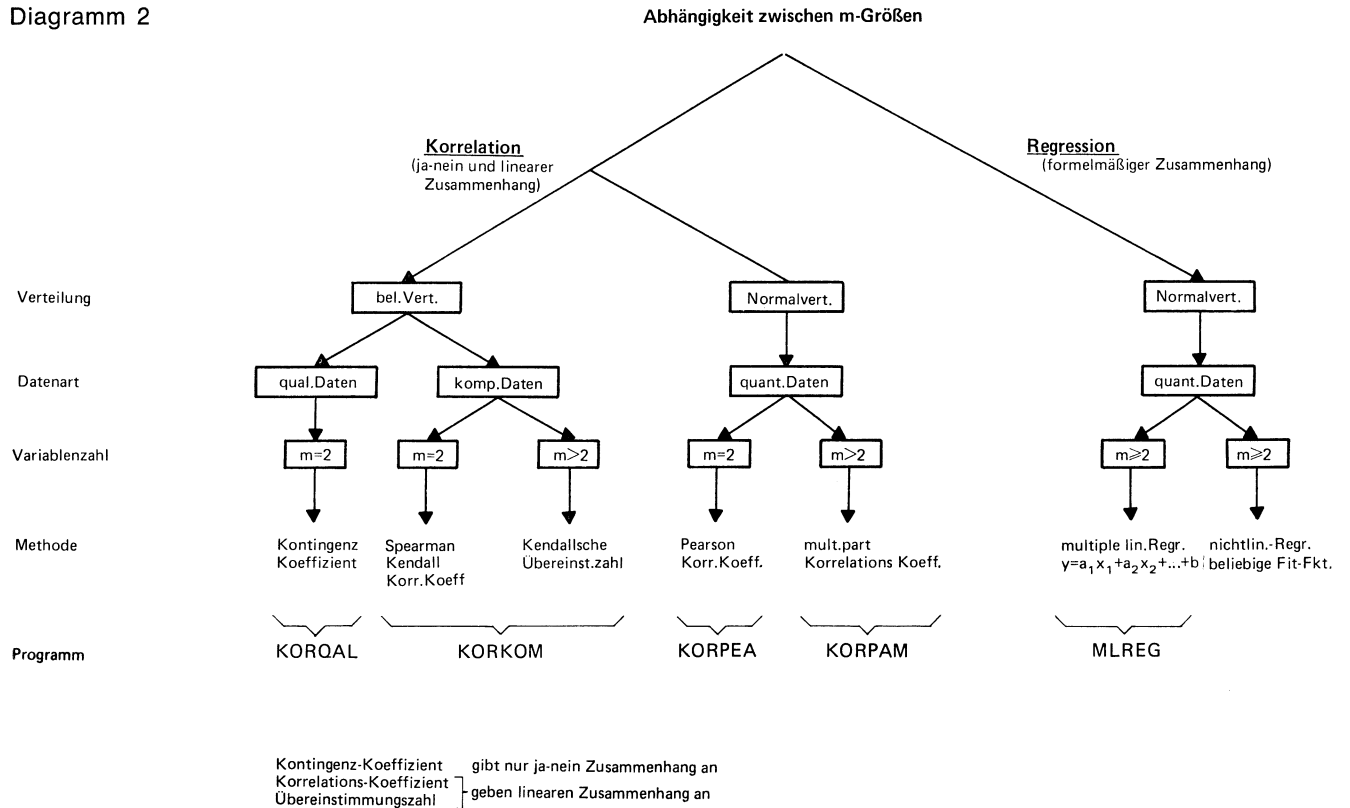 Diagramm 2
Abhängigkeit zwischen m-Größen
Korrelation
(ja-nein und linearer
Zusammenhang)
Regression
(formelmäßiger Zusammenhang)
Verteilung
bel.Vert.
Normalvert.
Normalvert.
Datenart
qual.Daten
komp.Daten
quant.Daten
quant.Daten
Variablenzahl
m=2
m=2
m>2
m=2
m>2
m⩾2
m⩾2
Methode
Kontingenz
Koeffizient
Spearman
Kendall
Korr.Koeff
Kendallsche
Übereinst.zahl
Pearson
Korr.Koeff.
mult.part
Korrelations Koeff.
multiple lin.Regr.
y=a₁x₁+a₂x₂+...+b
nichtlin.-Regr.
beliebige Fit-Fkt.
Programm
KORQAL
KORKOM
KORPEA
KORPAM
MLREG
Kontingenz-Koeffizient gibt nur ja-nein Zusammenhang an
Korrelations-Koeffizient
Übereinstimmungszahl
geben linearen Zusammenhang an